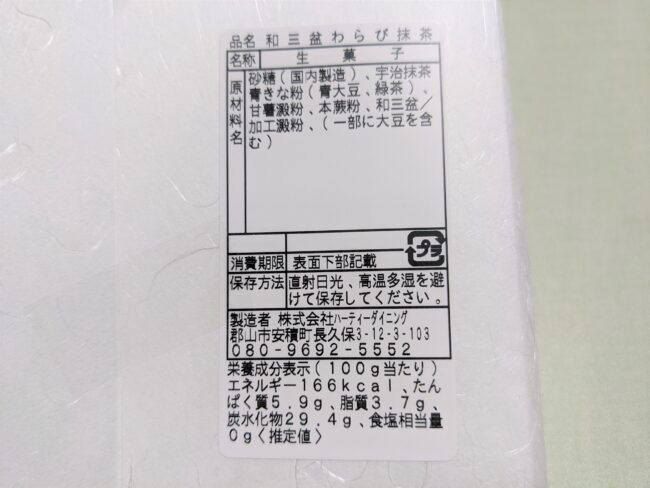 品名 和三盆わらび抹茶
名称 生菓子
原材料名 砂糖(国内製造)、宇治抹茶
青きな粉(青大豆、緑茶)、
甘薯澱粉、本蕨粉、和三盆/
加工澱粉、(一部に大豆を含
む)
プラ
消費期限 表面下部記載
保存方法 直射日光、高温多湿を避
けて保存してください。
製造者 株式会社ハーティーダイニング
郡山市安積町長久保3-12-3-103
080-9692-5552
栄養成分表示(100g当たり)
エネルギー166kcal、たん
ぱく質5.9g、脂質3.7g、
炭水化物29.4g、食塩相当量
0g〈推定値〉